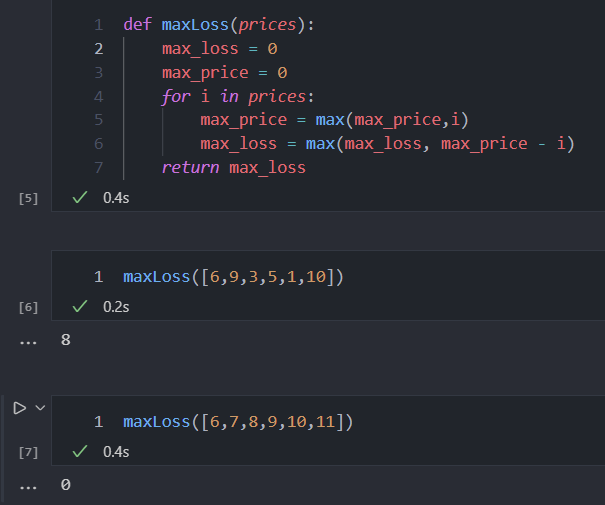 1 def maxLoss(prices):
2 max_loss = 0
3 max_price = 0
4 for i in prices:
5 max_price = max(max_price,i)
6 max_loss = max(max_loss, max_price - i)
7 return max_loss
[5] ✓ 0.4s
1 maxLoss([6,9,3,5,1,10])
[6] ✓ 0.2s
... 8
1 maxLoss([6,7,8,9,10,11])
[7] ✓ 0.4s
... 0